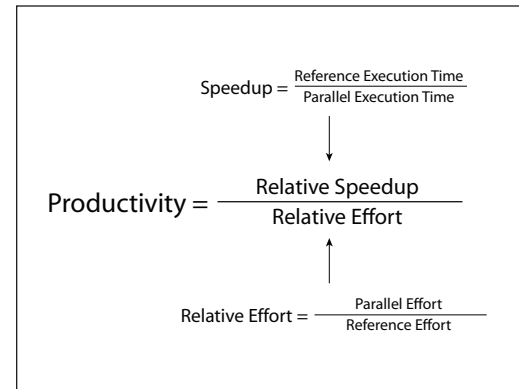 Speedup = Reference Execution Time
Parallel Execution Time
Productivity = Relative Speedup
Relative Effort
Relative Effort = Parallel Effort
Reference Effort